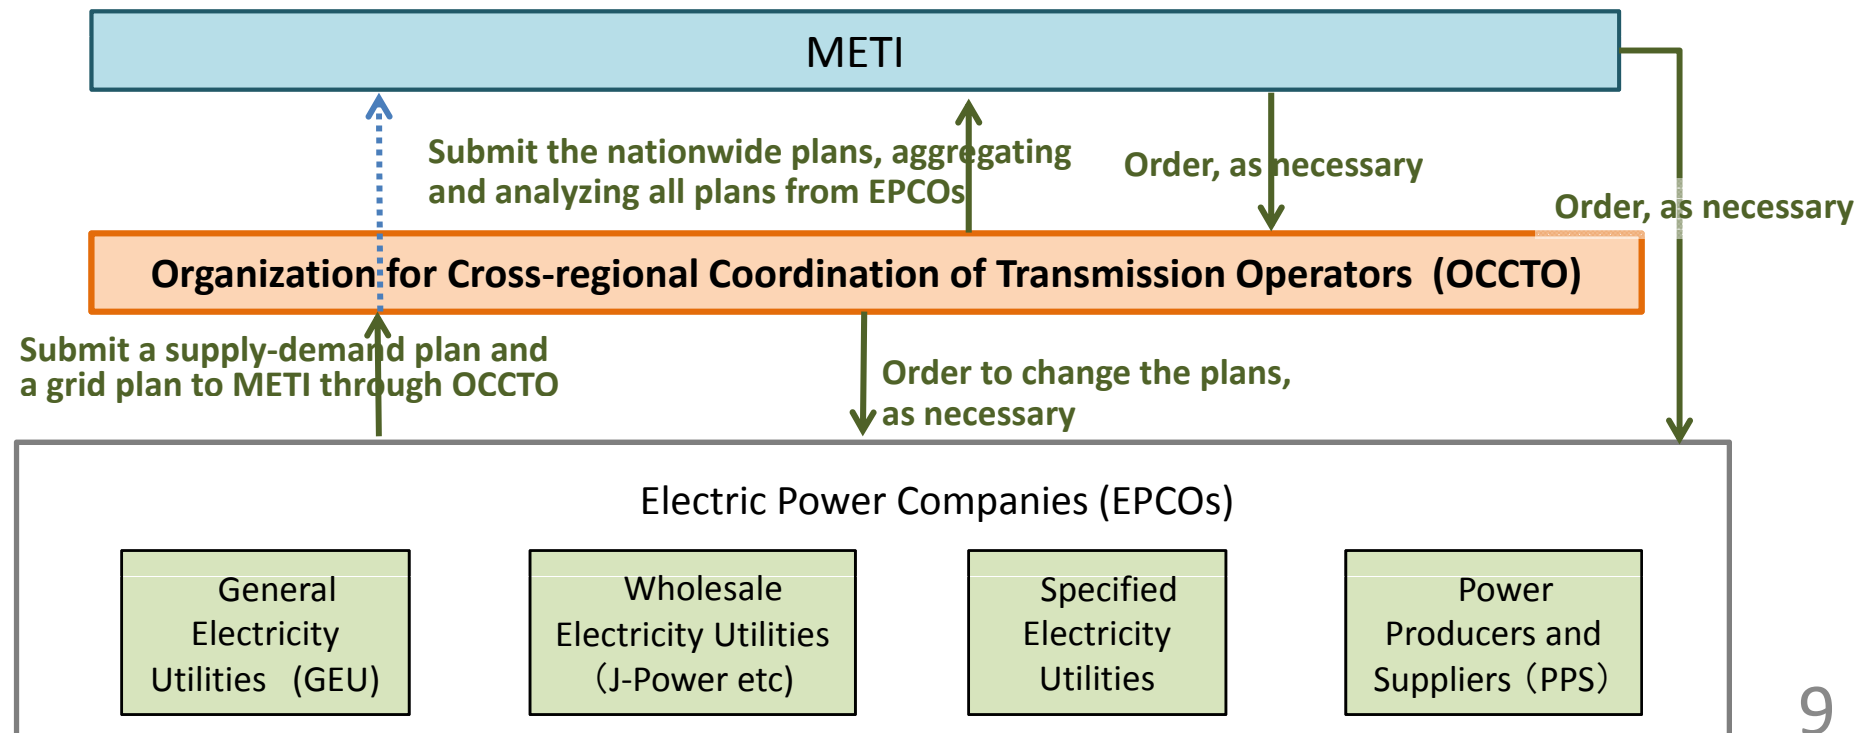 METI
Submit the nationwide plans, aggregating
and analyzing all plans from EPCOs
Order, as necessary
Order, as necessary
Organization for Cross-regional Coordination of Transmission Operators (OCCTO)
Submit a supply-demand plan and
a grid plan to METI through OCCTO
Order to change the plans,
as necessary
Electric Power Companies (EPCOs)
General
Electricity
Utilities (GEU)
Wholesale
Electricity Utilities
（J-Power etc)
Specified
Electricity
Utilities
Power
Producers and
Suppliers（PPS）
9